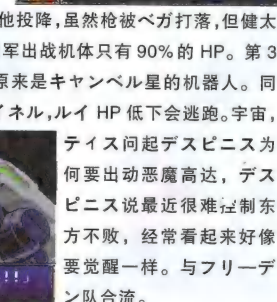 他投降,虽然枪被ベガ打落,但健太
军出战机体只有90%的 HP。第 3
原来是キャンベル星的机器人。同
イネル,ルイ HP 低下会逃跑。宇宙,
ティス问起デスピニス为
何要出动恶魔高达，デス
ピニス说最近很难控制东
方不败，经常看起来好像
要觉醒一样。与フリーデ
ン队合流。
!!」